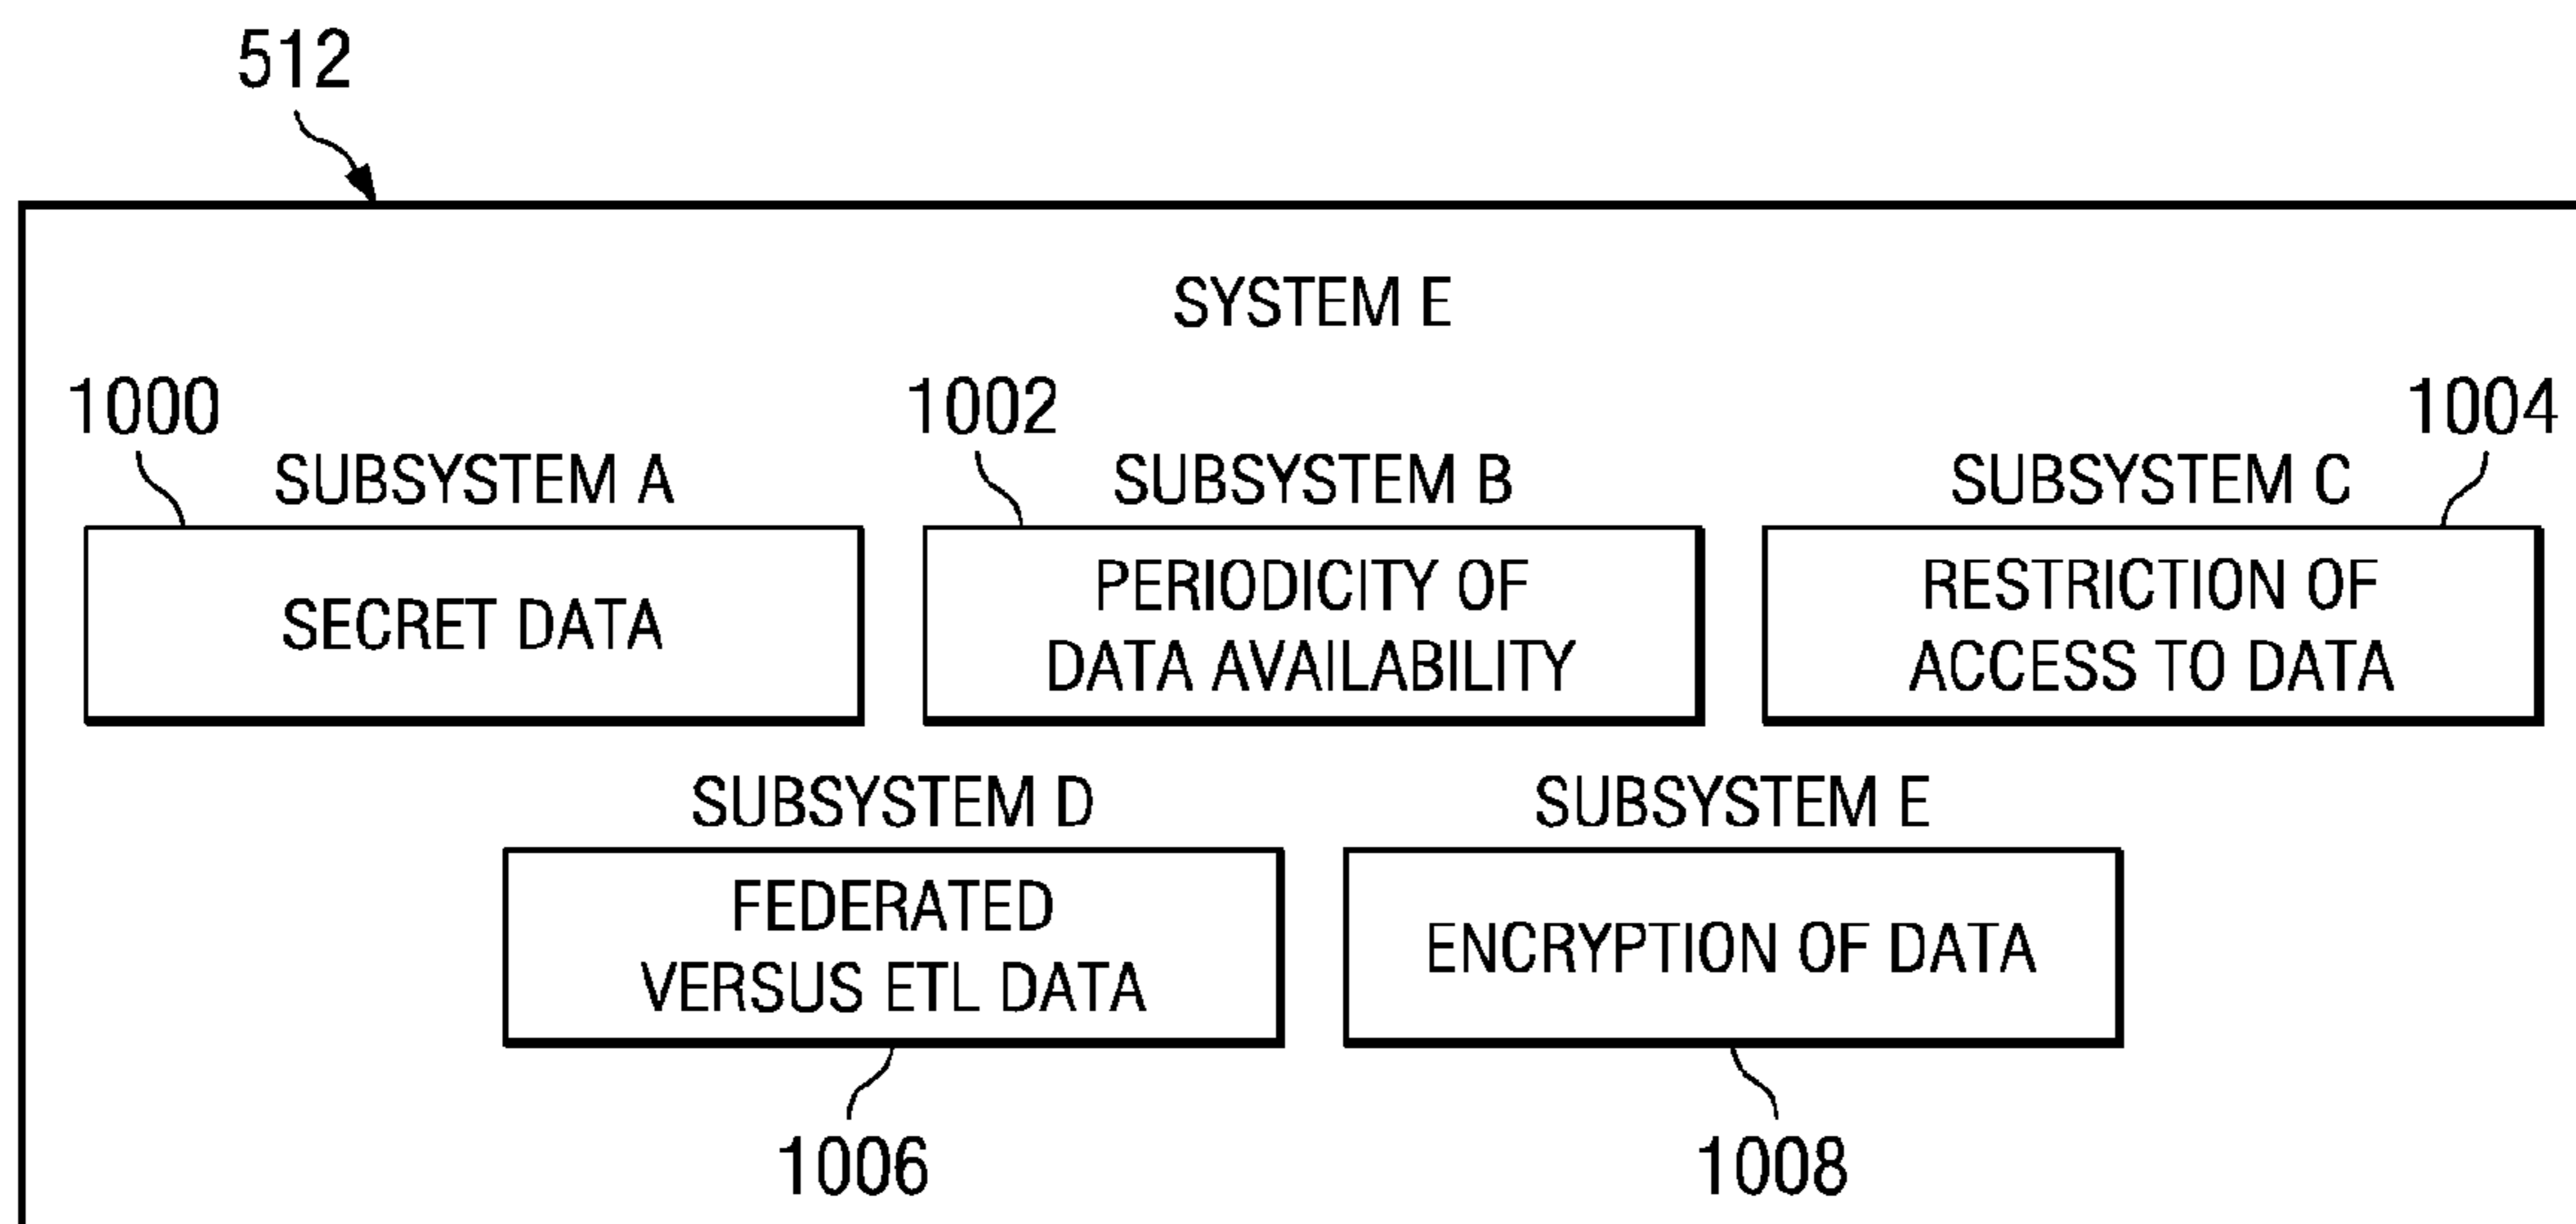 512
SYSTEM E
1000
1002
1004
SUBSYSTEM A
SUBSYSTEM B
SUBSYSTEM C
SECRET DATA
PERIODICITY OF
DATA AVAILABILITY
RESTRICTION OF
ACCESS TO DATA
SUBSYSTEM D
SUBSYSTEM E
FEDERATED
VERSUS ETL DATA
ENCRYPTION OF DATA
1006
1008